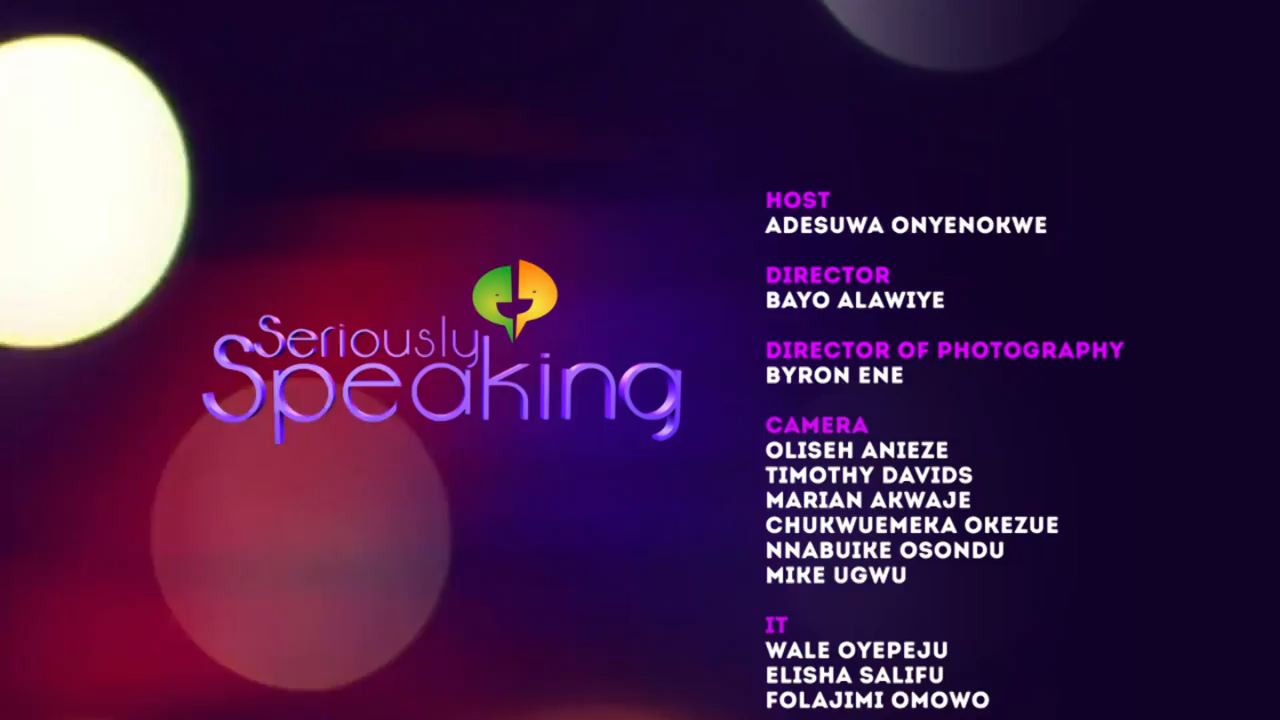 Seriously
Speaking
HOST
ADESUWA ONYENOKWE
DIRECTOR
BAYO ALAWIYE
DIRECTOR OF PHOTOGRAPHY
BYRON ENE
CAMERA
OLISEH ANIEZE
TIMOTHY DAVIDS
MARIAN AKWAJE
CHUKWUEMEKA OKEZUE
NNABUIKE OSONDU
MIKE UGWU
IT
WALE OYEPEJU
ELISHA SALIFU
FOLAJIMI OMOWO